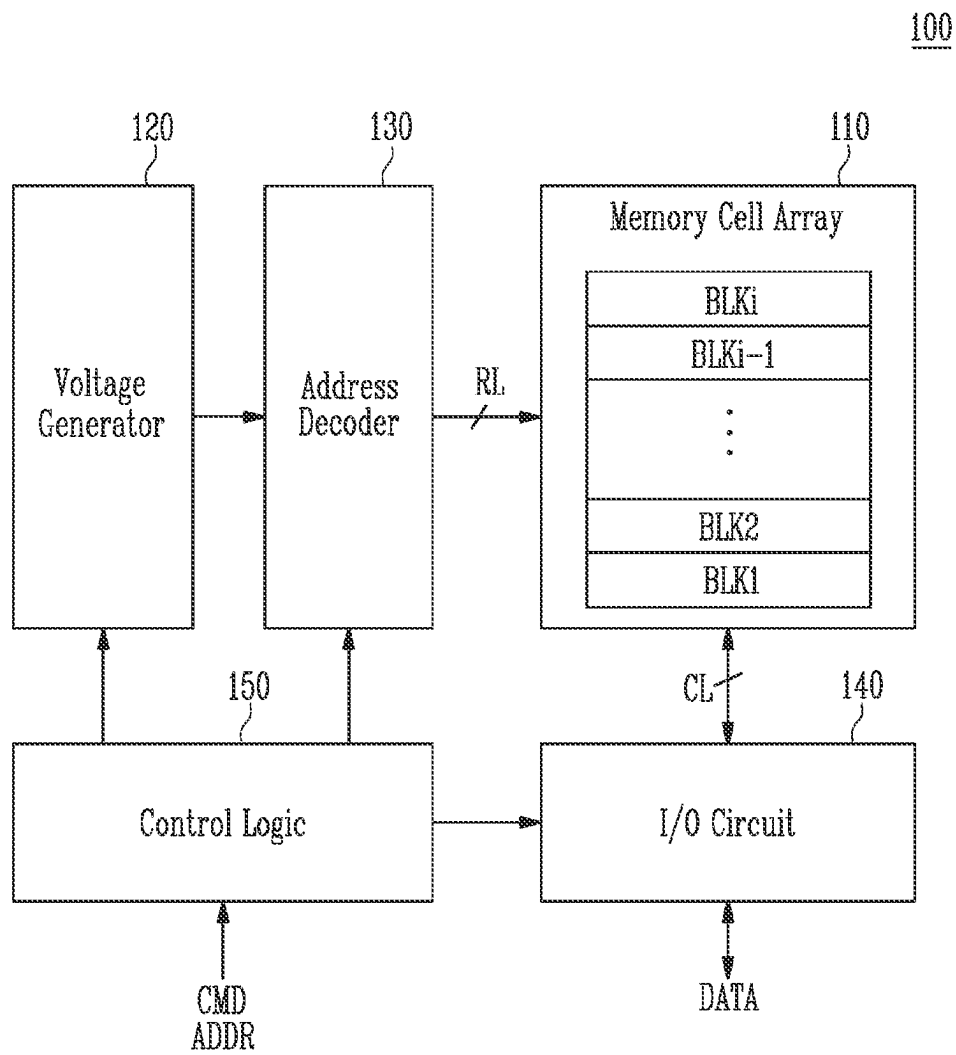 100
120
130
110
Memory Cell Array
BLKi
BLKi-1
Voltage
Generator
Address
Decoder
RL
BLK2
BLK1
150
CL
140
Control Logic
I/O Circuit
CMD
ADDR
DATA